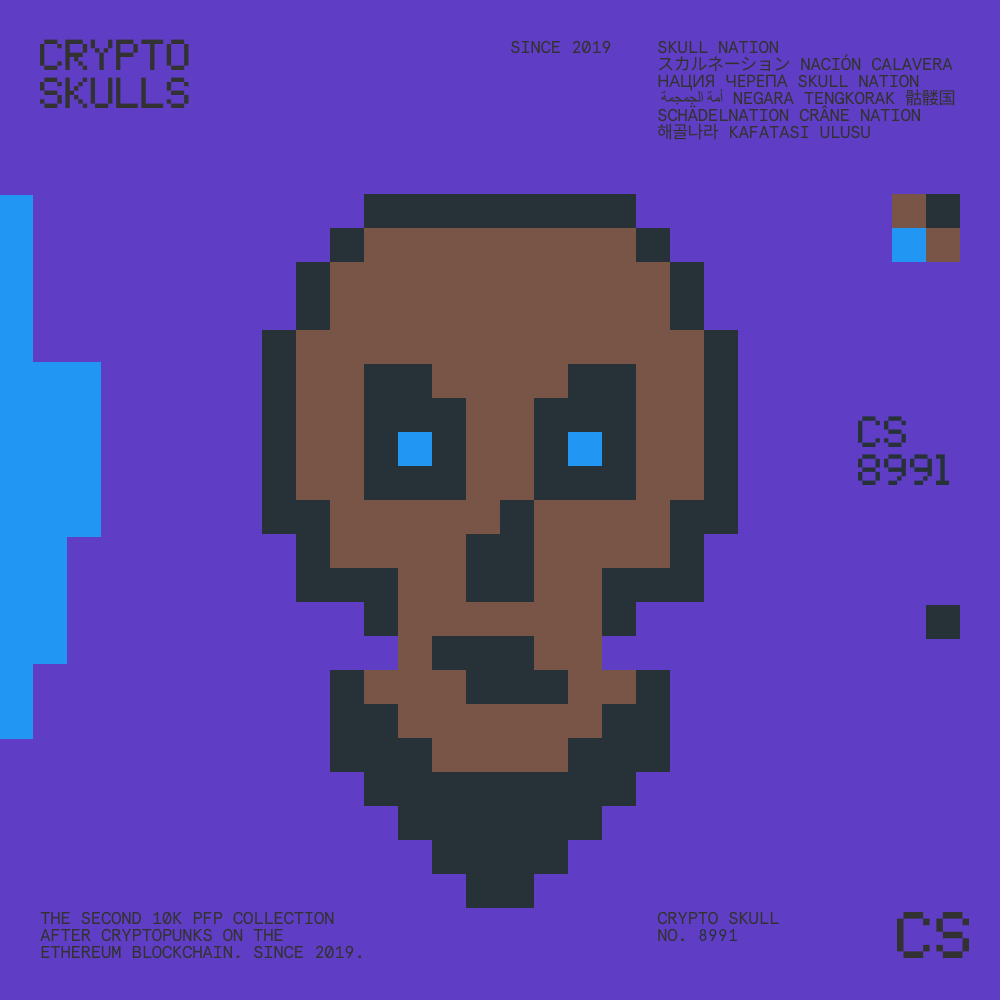 CRYPTO
SKULLS
SINCE 2019
SKULL NATION
スカルネーション NACIÓN CALAVERA
НАЦИЯ ЧЕРЕПА SKULL NATION
أمة الجمجمة NEGARA TENGKORAK 骷髅国
SCHÄDELNATION CRÂNE NATION
해골나라 KAFATASI ULUSU
CS
8991
THE SECOND 10K PFP COLLECTION
AFTER CRYPTOPUNKS ON THE
ETHEREUM BLOCKCHAIN. SINCE 2019.
CRYPTO SKULL
NO. 8991
CS